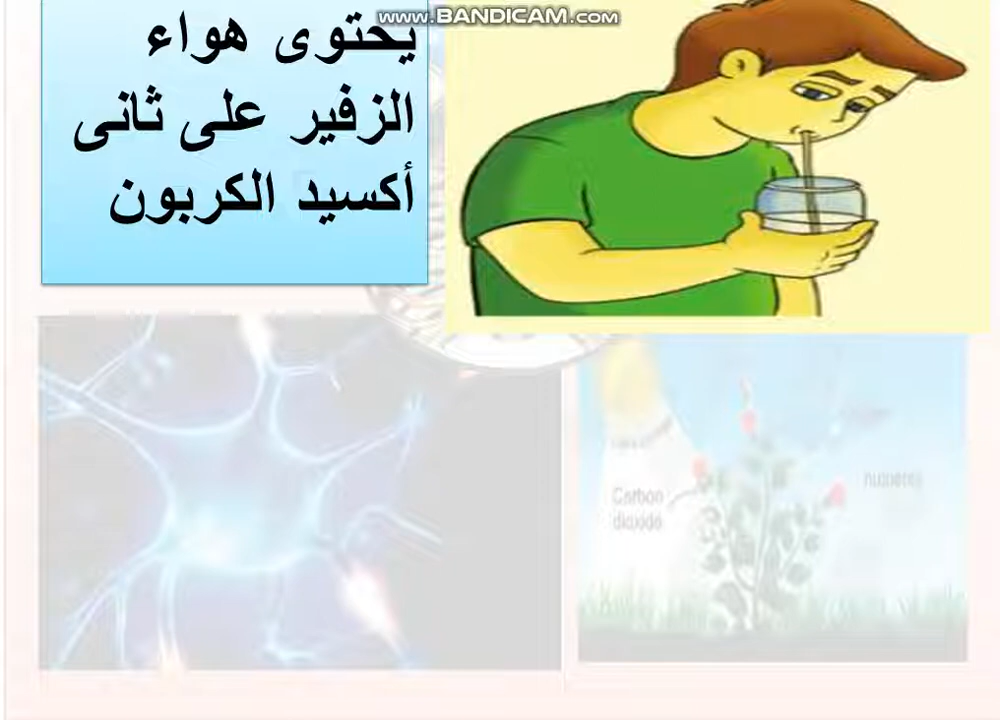 www.BANDICAM.com
يحتوى هواء
الزفير على ثانى
أكسيد الكربون
Carbon
dioxide